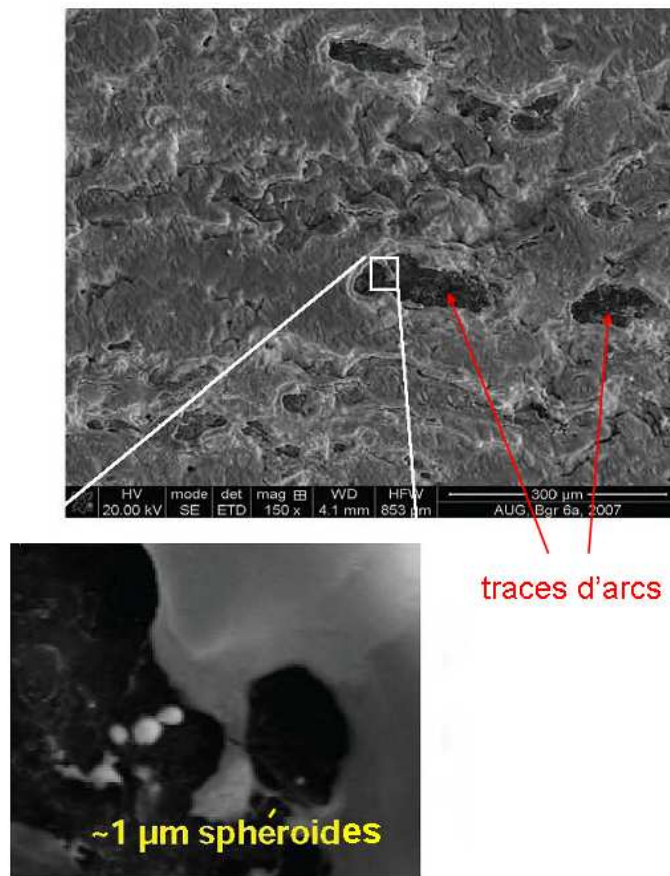 HV mode det mag WD HFW 300 µm
20.00 kV SE ETD 150 x 4.1 mm 853 µm AUG, Bgr 6a, 2007
traces d'arcs
~1 µm sphéroides